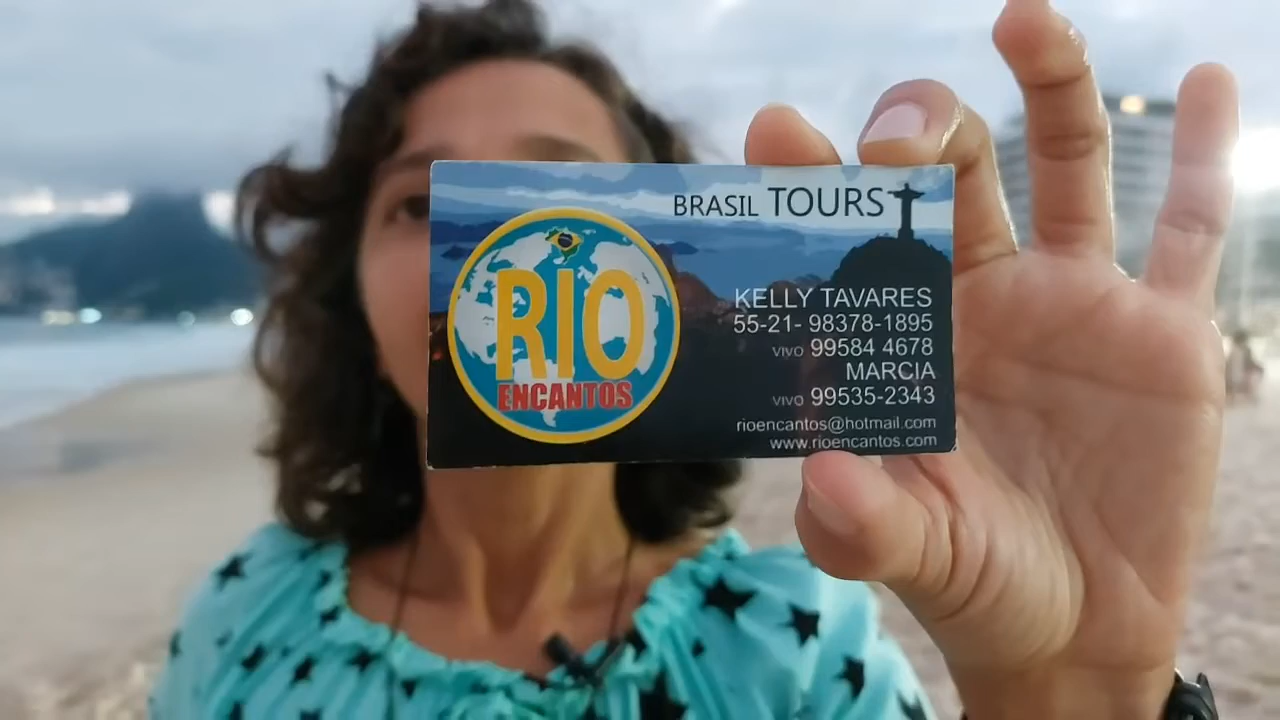 BRASIL TOURS
RIO
ENCANTOS
KELLY TAVARES
55-21- 98378-1895
VIVO 99584 4678
MARCIA
VIVO 99535-2343
rioencantos@hotmail.com
www.rioencantos.com